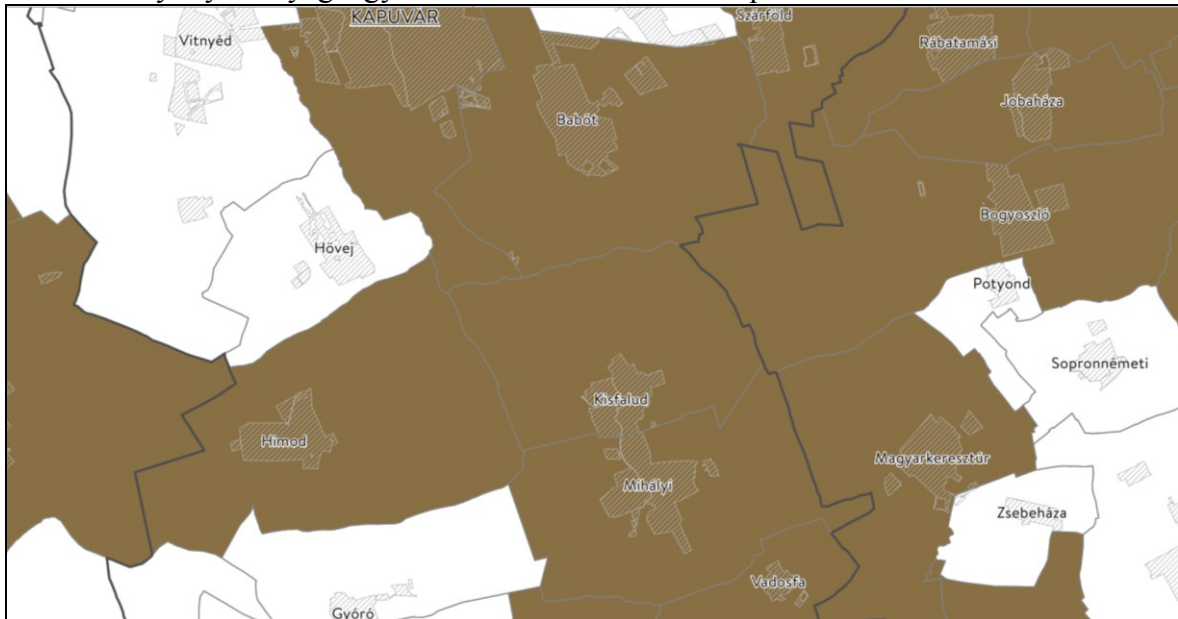 KAPUVÁR
Szárföld
Vitnyéd
Rábatamási
Jobaháza
Babót
Bogyoszló
Hövej
Potyond
Sopronnémeti
Kisfalud
Himod
Magyarkeresztúr
Mihályi
Zsebeháza
Vadosfa
Gyóró